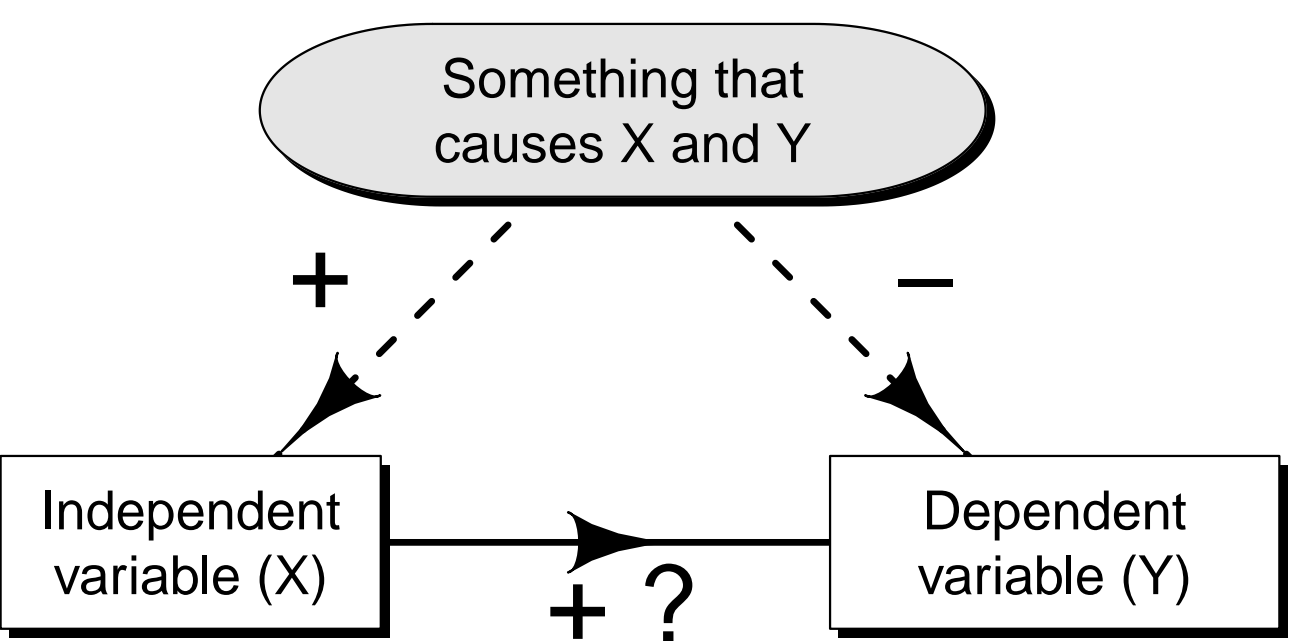 Something that
causes X and Y
+
–
Independent
variable (X)
Dependent
variable (Y)
+ ?